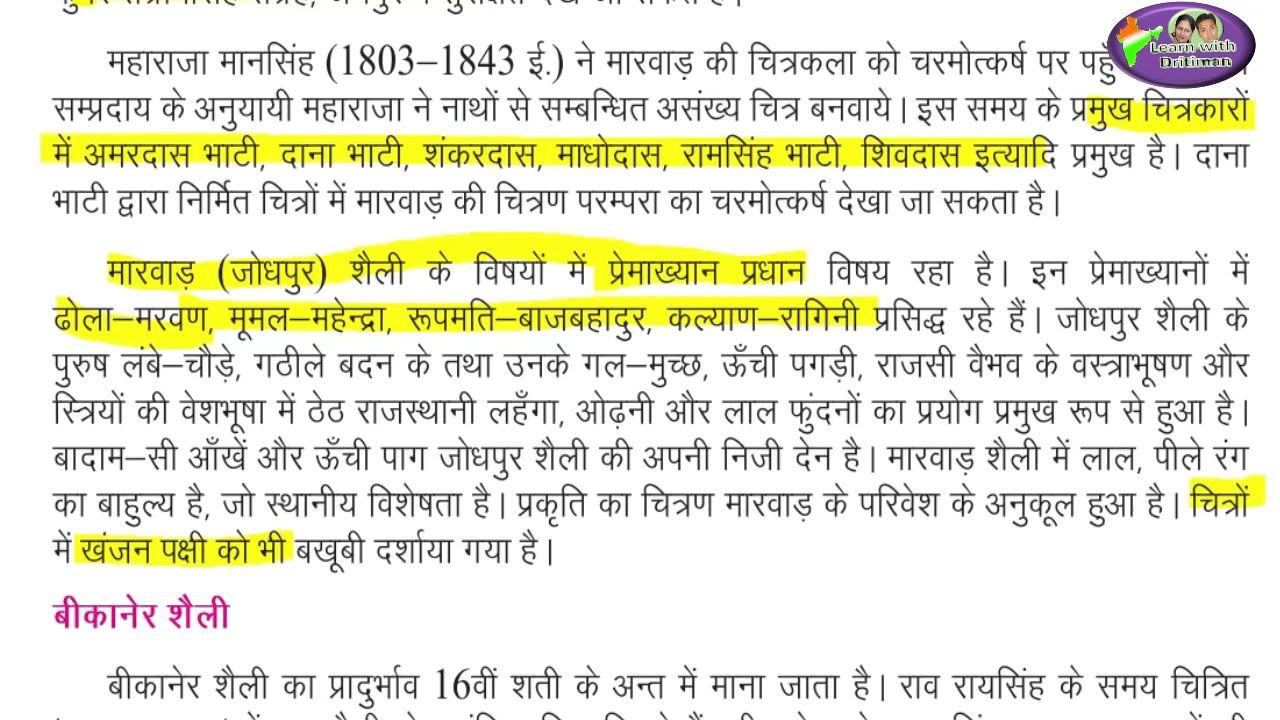 महाराजा मानसिंह (1803–1843 ई.) ने मारवाड़ की चित्रकला को चरमोत्कर्ष पर
Learn with
Dritiman
सम्प्रदाय के अनुयायी महाराजा ने नाथों से सम्बन्धित असंख्य चित्र बनवाये। इस समय के प्रमुख चित्रकारों
में अमरदास भाटी, दाना भाटी, शंकरदास, माधोदास, रामसिंह भाटी, शिवदास इत्यादि प्रमुख है। दाना
भाटी द्वारा निर्मित चित्रों में मारवाड़ की चित्रण परम्परा का चरमोत्कर्ष देखा जा सकता है।
मारवाड़ (जोधपुर) शैली के विषयों में प्रेमाख्यान प्रधान विषय रहा है। इन प्रेमाख्यानों में
ढोला–मरवण, मूमल–महेन्द्रा, रूपमति–बाजबहादुर, कल्याण–रागिनी प्रसिद्ध रहे हैं। जोधपुर शैली के
पुरुष लंबे–चौड़े, गठीले बदन के तथा उनके गल–मुच्छ, ऊँची पगड़ी, राजसी वैभव के वस्त्राभूषण और
स्त्रियों की वेशभूषा में ठेठ राजस्थानी लहँगा, ओढ़नी और लाल फुंदनों का प्रयोग प्रमुख रूप से हुआ है।
बादाम–सी आँखें और ऊँची पाग जोधपुर शैली की अपनी निजी देन है। मारवाड़ शैली में लाल, पीले रंग
का बाहुल्य है, जो स्थानीय विशेषता है। प्रकृति का चित्रण मारवाड़ के परिवेश के अनुकूल हुआ है। चित्रों
में खंजन पक्षी को भी बखूबी दर्शाया गया है।
बीकानेर शैली
बीकानेर शैली का प्रादुर्भाव 16वीं शती के अन्त में माना जाता है। राव रायसिंह के समय चित्रित